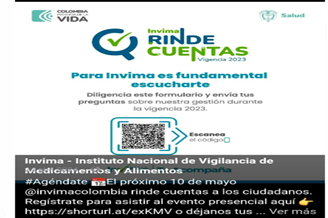 COLOMBIA
POTENCIA DE LA
VIDA
Salud
Invima
RINDE
CUENTAS
Vigencia 2023
Para Invima es fundamental
escucharte
Diligencia este formulario y envía tus
preguntas sobre nuestra gestión durante
la vigencia 2023.
Escanea
el código
Invima - Instituto Nacional de Vigilancia de
Medicamentos y Alimentos
#Agéndate 📅El próximo 10 de mayo
@invimacolombia rinde cuentas a los ciudadanos.
Regístrate para asistir al evento presencial aquí 👉
https://shorturl.at/exKMV o déjanos tus ... Ver más